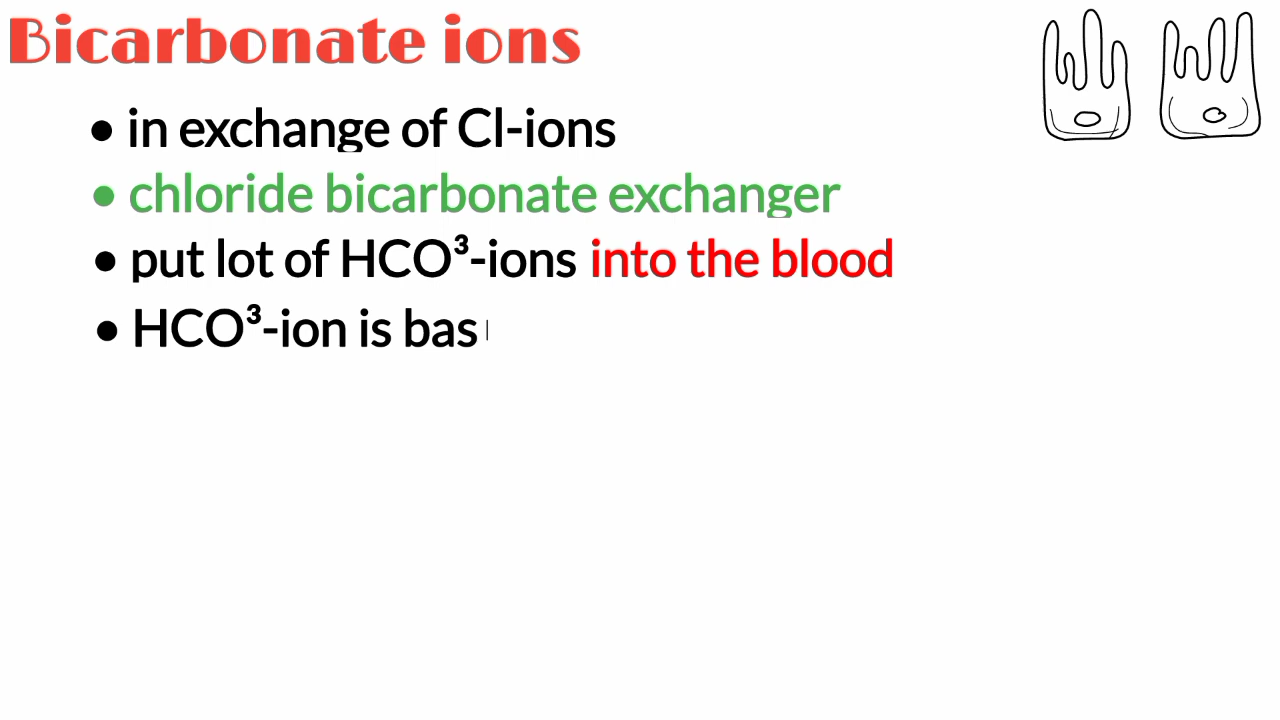 Bicarbonate ions
• in exchange of Cl-ions
• chloride bicarbonate exchanger
• put lot of HCO³-ions into the blood
• HCO³-ion is bas